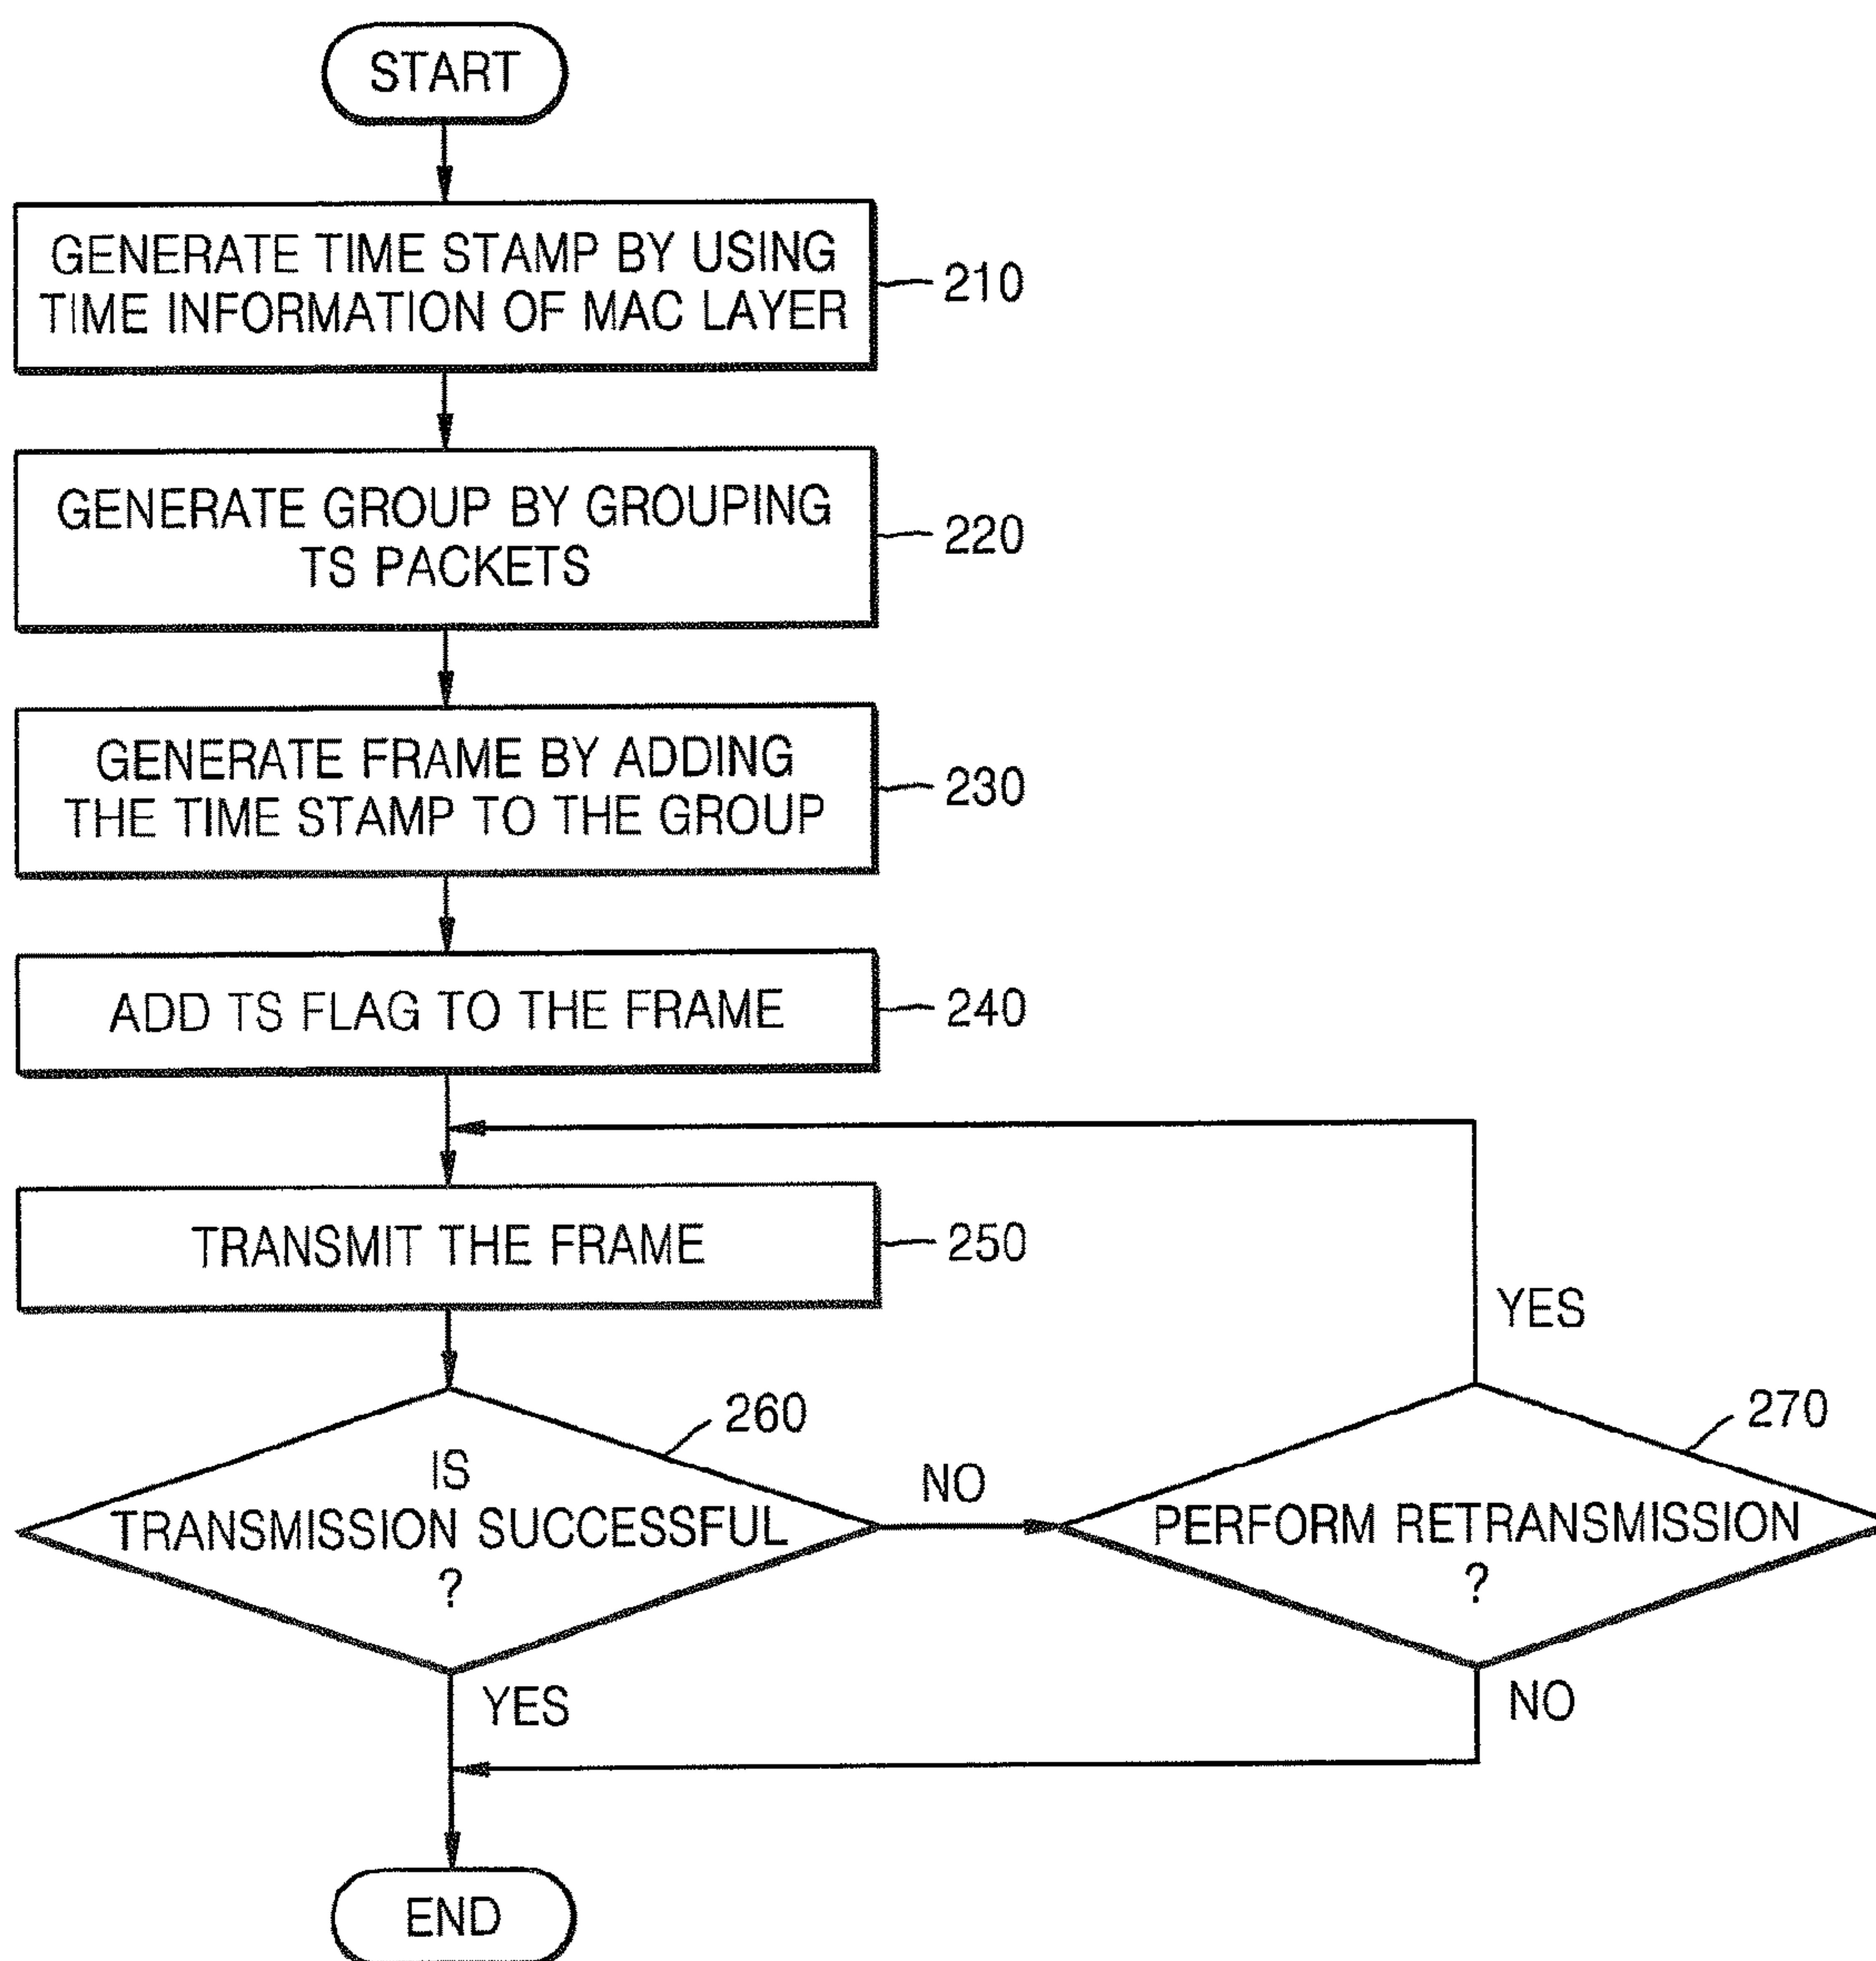 START
GENERATE TIME STAMP BY USING
TIME INFORMATION OF MAC LAYER
210
GENERATE GROUP BY GROUPING
TS PACKETS
220
GENERATE FRAME BY ADDING
THE TIME STAMP TO THE GROUP
230
ADD TS FLAG TO THE FRAME
240
TRANSMIT THE FRAME
250
YES
260
270
IS
TRANSMISSION SUCCESSFUL
?
NO
PERFORM RETRANSMISSION
?
YES
NO
END